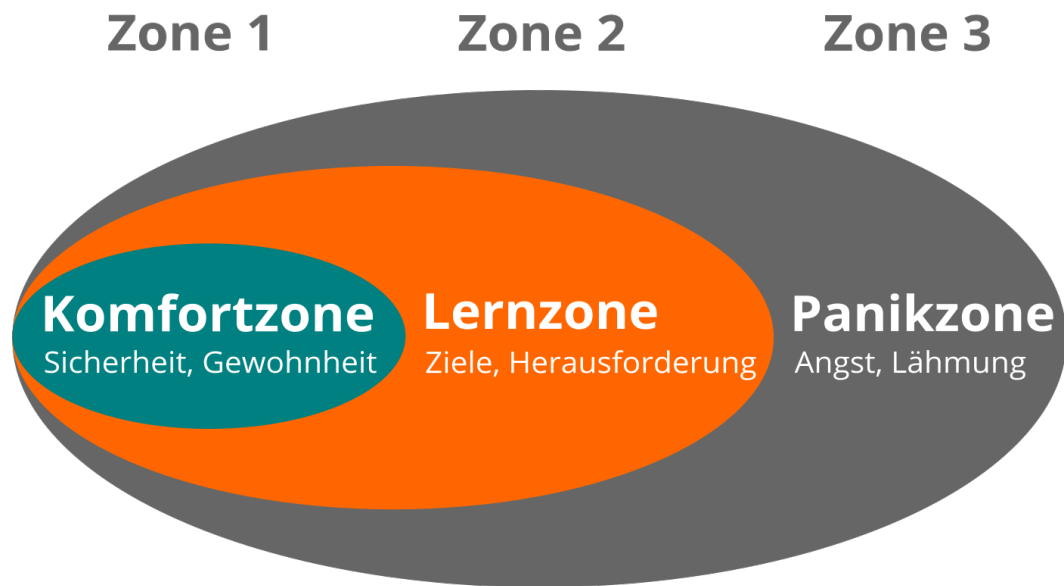 Zone 1
Zone 2
Zone 3
Komfortzone
Sicherheit, Gewohnheit
Lernzone
Ziele, Herausforderung
Panikzone
Angst, Lähmung